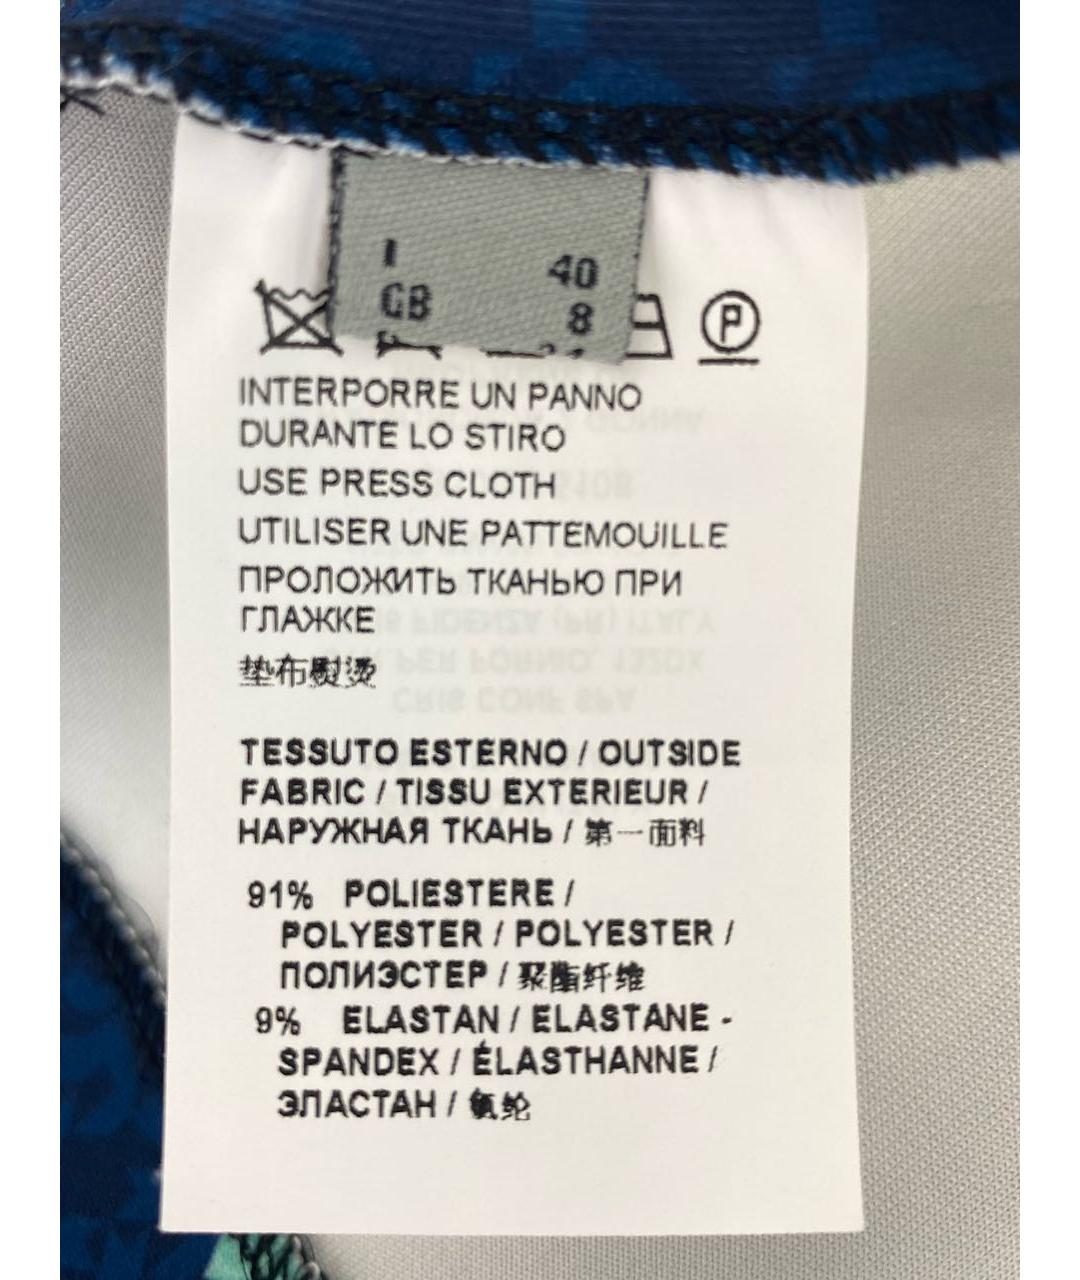 I 40
GB 8
P
INTERPORRE UN PANNO
DURANTE LO STIRO
USE PRESS CLOTH
UTILISER UNE PATTEMOUILLE
ПРОЛОЖИТЬ ТКАНЬЮ ПРИ
ГЛАЖКЕ
垫布熨烫
TESSUTO ESTERNO / OUTSIDE
FABRIC / TISSU EXTERIEUR /
НАРУЖНАЯ ТКАНЬ / 第一面料
91% POLIESTERE /
POLYESTER / POLYESTER /
ПОЛИЭСТЕР / 聚酯纤维
9% ELASTAN / ELASTANE -
SPANDEX / ÉLASTHANNE /
ЭЛАСТАН / 氨纶